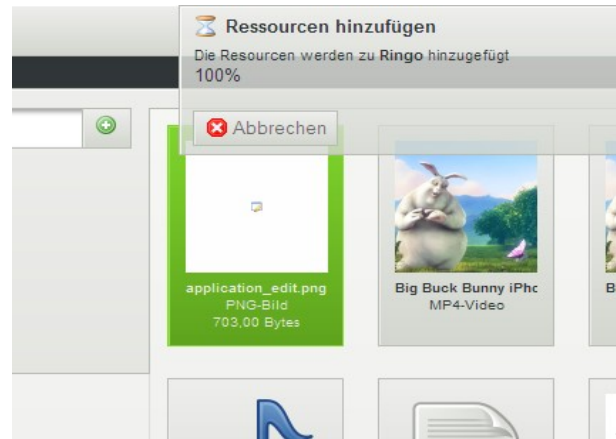 Ressourcen hinzufügen
Die Resourcen werden zu Ringo hinzugefügt
100%
Abbrechen
application_edit.png
PNG-Bild
703,00 Bytes
Big Buck Bunny iPhc
MP4-Video
B